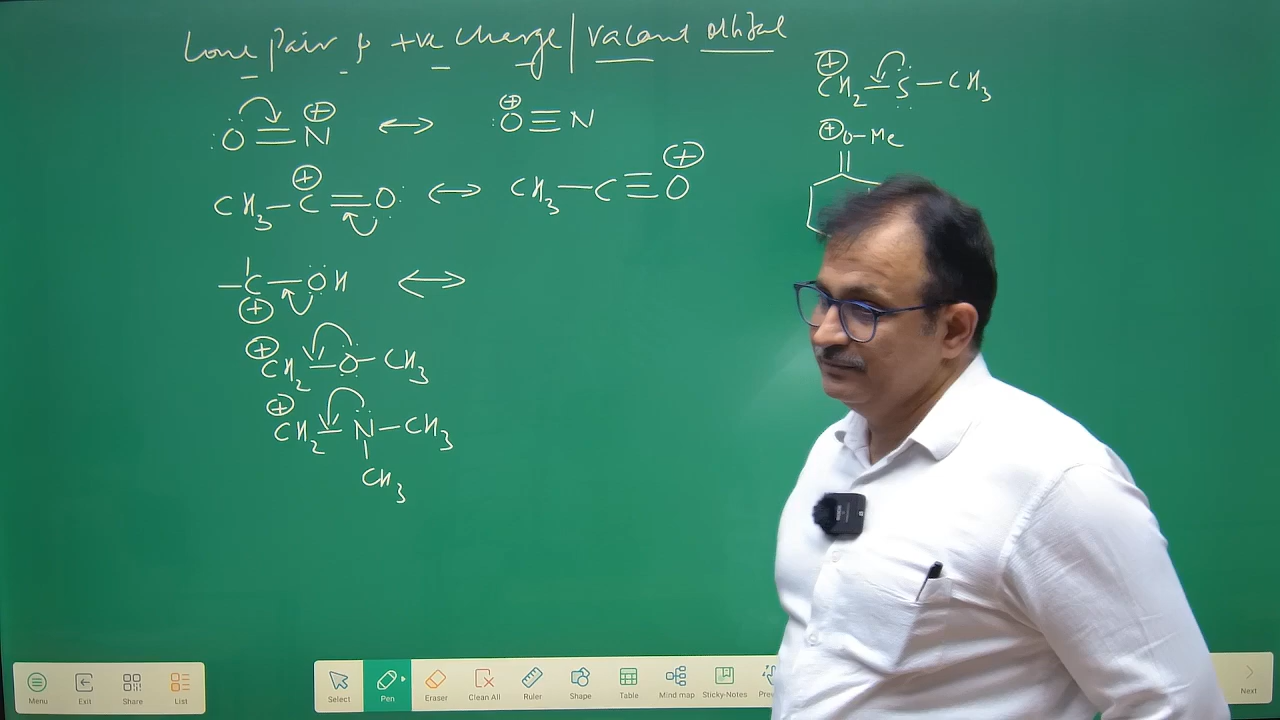 Lone pair & +ve charge / vacant orbital
:Ö=N⊕ ↔ :O⊕≡N
CH3–C⊕=Ö: ↔ CH3–C≡O⊕
–C⊕–ÖH ↔
⊕CH2–Ö–CH3
⊕CH2–N̈–CH3
CH3
⊕CH2–S̈–CH3
⊕O–Me
Menu
Exit
Share
List
Select
Pen
Eraser
Clean All
Ruler
Shape
Table
Mind map
Sticky-Notes
Next